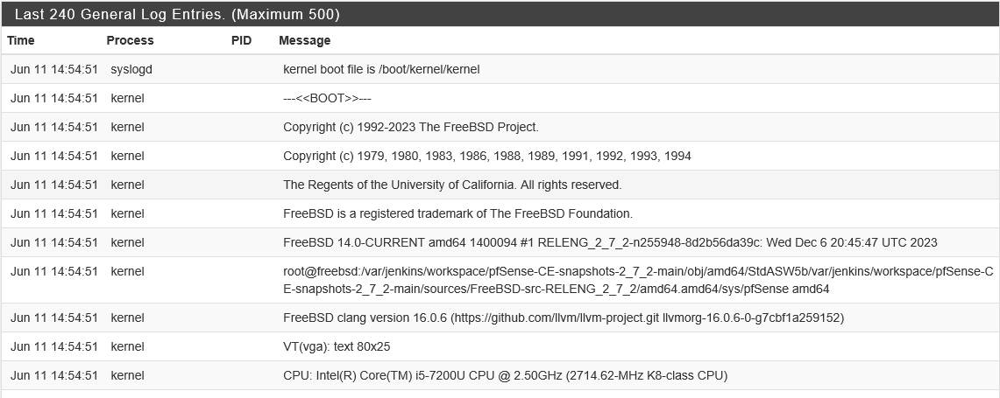 Last 240 General Log Entries. (Maximum 500)
Time Process PID Message
Jun 11 14:54:51 syslogd kernel boot file is /boot/kernel/kernel
Jun 11 14:54:51 kernel ---<<BOOT>>---
Jun 11 14:54:51 kernel Copyright (c) 1992-2023 The FreeBSD Project.
Jun 11 14:54:51 kernel Copyright (c) 1979, 1980, 1983, 1986, 1988, 1989, 1991, 1992, 1993, 1994
Jun 11 14:54:51 kernel The Regents of the University of California. All rights reserved.
Jun 11 14:54:51 kernel FreeBSD is a registered trademark of The FreeBSD Foundation.
Jun 11 14:54:51 kernel FreeBSD 14.0-CURRENT amd64 1400094 #1 RELENG_2_7_2-n255948-8d2b56da39c: Wed Dec 6 20:45:47 UTC 2023
Jun 11 14:54:51 kernel root@freebsd:/var/jenkins/workspace/pfSense-CE-snapshots-2_7_2-main/obj/amd64/StdASW5b/var/jenkins/workspace/pfSense-C
E-snapshots-2_7_2-main/sources/FreeBSD-src-RELENG_2_7_2/amd64.amd64/sys/pfSense amd64
Jun 11 14:54:51 kernel FreeBSD clang version 16.0.6 (https://github.com/llvm/llvm-project.git llvmorg-16.0.6-0-g7cbf1a259152)
Jun 11 14:54:51 kernel VT(vga): text 80x25
Jun 11 14:54:51 kernel CPU: Intel(R) Core(TM) i5-7200U CPU @ 2.50GHz (2714.62-MHz K8-class CPU)